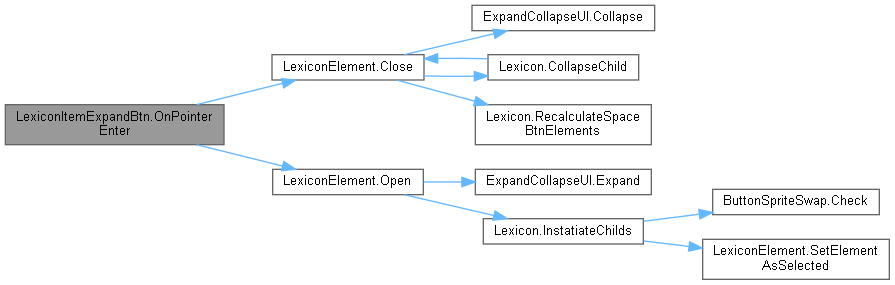 LexiconItemExpandBtn.OnPointer
Enter
LexiconElement.Close
ExpandCollapseUI.Collapse
Lexicon.CollapseChild
Lexicon.RecalculateSpace
BtnElements
LexiconElement.Open
ExpandCollapseUI.Expand
Lexicon.InstatiateChilds
ButtonSpriteSwap.Check
LexiconElement.SetElement
AsSelected